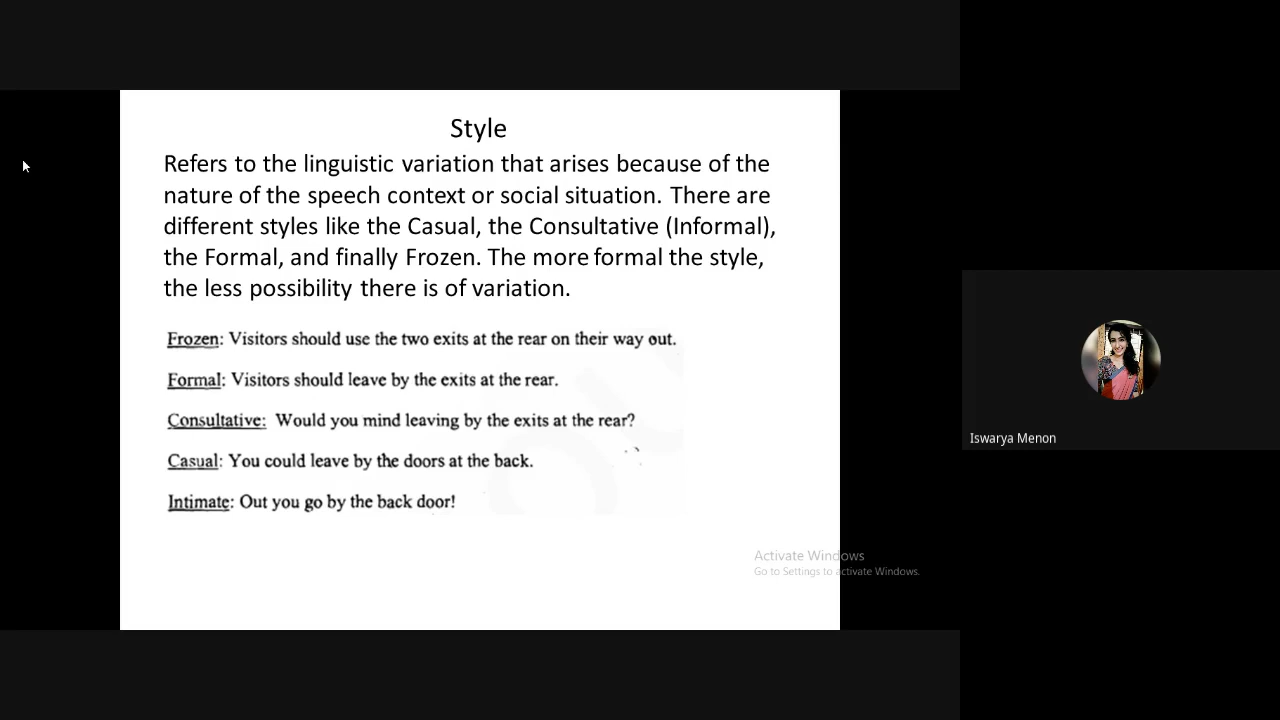 Style
Refers to the linguistic variation that arises because of the
nature of the speech context or social situation. There are
different styles like the Casual, the Consultative (Informal),
the Formal, and finally Frozen. The more formal the style,
the less possibility there is of variation.
Frozen: Visitors should use the two exits at the rear on their way out.
Formal: Visitors should leave by the exits at the rear.
Consultative: Would you mind leaving by the exits at the rear?
Casual: You could leave by the doors at the back.
Intimate: Out you go by the back door!
Activate Windows
Go to Settings to activate Windows.
Iswarya Menon